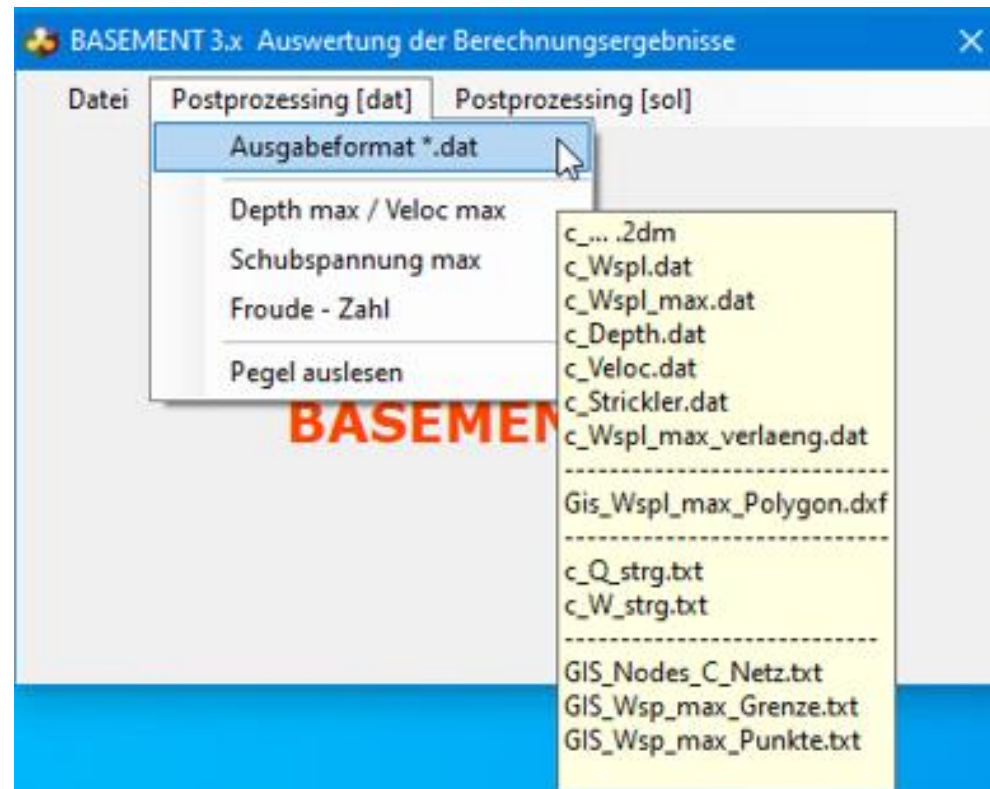 BASEMENT 3.x Auswertung der Berechnungsergebnisse
Datei Postprozessing [dat] Postprozessing [sol]
Ausgabeformat *.dat
Depth max / Veloc max
Schubspannung max
Froude - Zahl
Pegel auslesen
BASEMEN
c_... .2dm
c_Wspl.dat
c_Wspl_max.dat
c_Depth.dat
c_Veloc.dat
c_Strickler.dat
c_Wspl_max_verlaeng.dat
-----------------------------
Gis_Wspl_max_Polygon.dxf
-----------------------------
c_Q_strg.txt
c_W_strg.txt
----------------------------
GIS_Nodes_C_Netz.txt
GIS_Wsp_max_Grenze.txt
GIS_Wsp_max_Punkte.txt